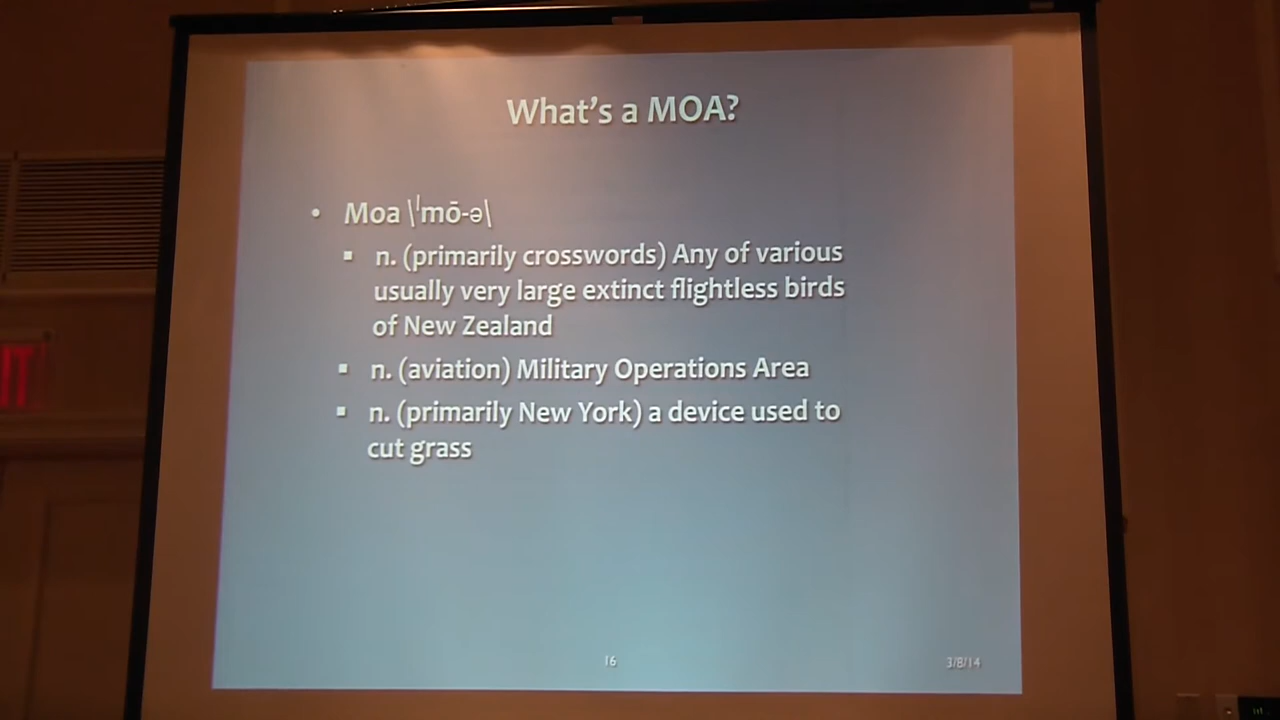 What's a MOA?
• Moa \ˈmō-ə\
▪ n. (primarily crosswords) Any of various
usually very large extinct flightless birds
of New Zealand
▪ n. (aviation) Military Operations Area
▪ n. (primarily New York) a device used to
cut grass
16
3/8/14